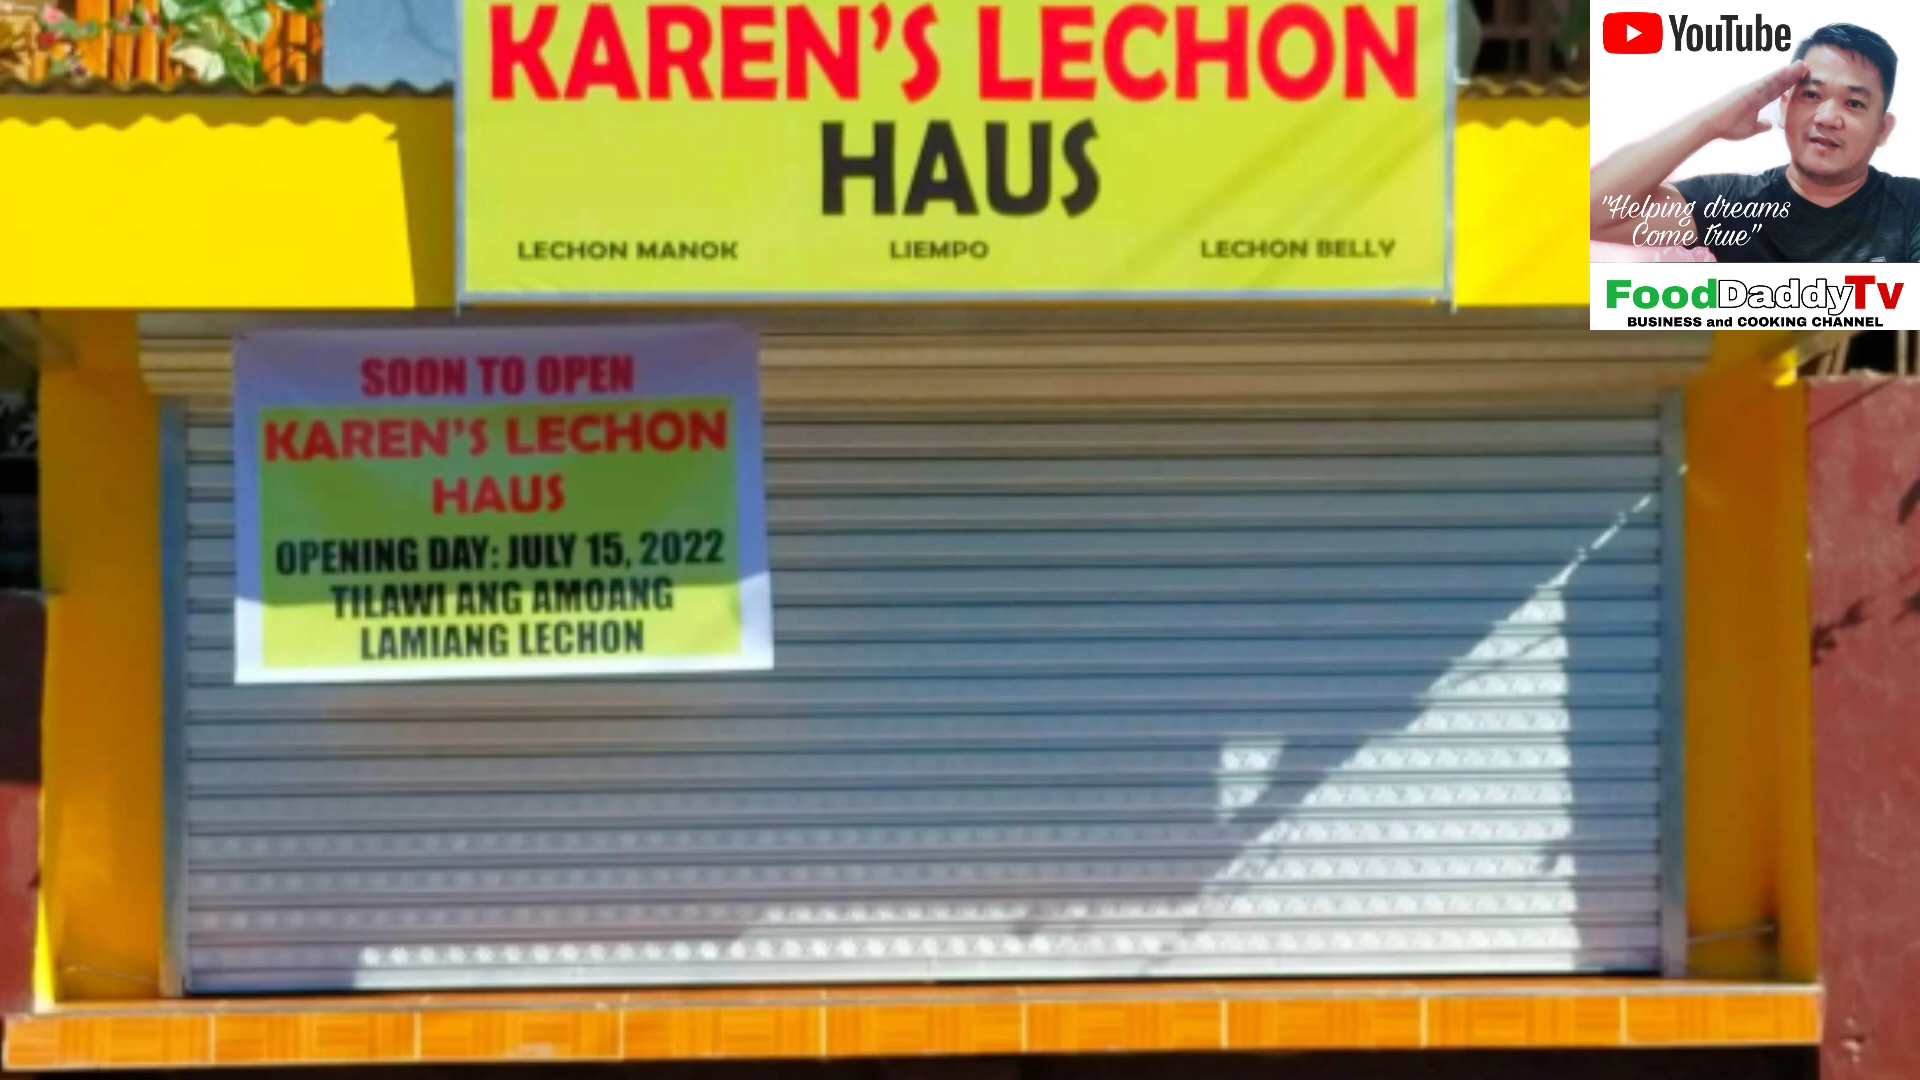 KAREN'S LECHON
HAUS
LECHON MANOK LIEMPO LECHON BELLY
YouTube
"Helping dreams
Come true"
FoodDaddyTv
BUSINESS and COOKING CHANNEL
SOON TO OPEN
KAREN'S LECHON
HAUS
OPENING DAY: JULY 15, 2022
TILAWI ANG AMOANG
LAMIANG LECHON